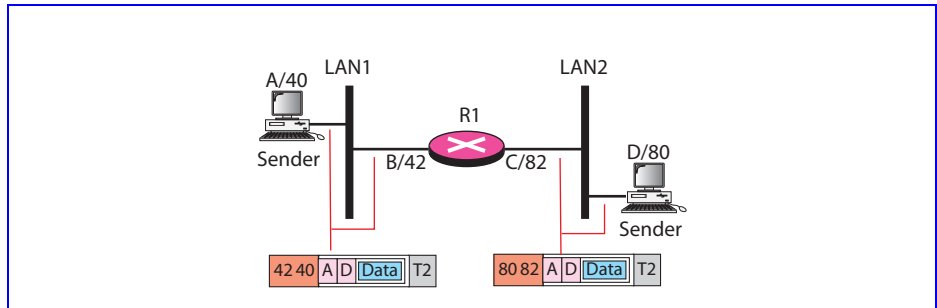 LAN1
LAN2
A/40
R1
Sender
B/42
C/82
D/80
Sender
42 40 A D Data T2
80 82 A D Data T2